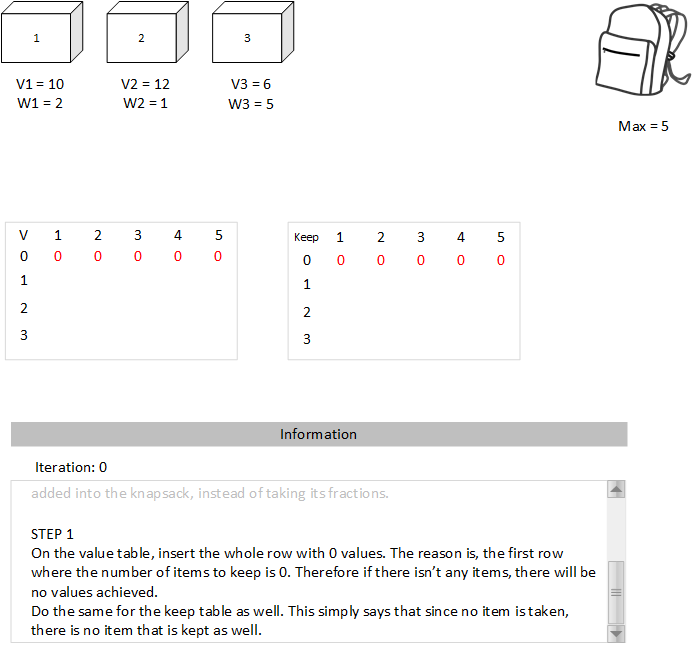 1 2 3
V1 = 10 V2 = 12 V3 = 6
W1 = 2 W2 = 1 W3 = 5
Max = 5
V 1 2 3 4 5
0 0 0 0 0 0
1
2
3
Keep 1 2 3 4 5
0 0 0 0 0 0
1
2
3
Information
Iteration: 0
added into the knapsack, instead of taking its fractions.
STEP 1
On the value table, insert the whole row with 0 values. The reason is, the first row
where the number of items to keep is 0. Therefore if there isn't any items, there will be
no values achieved.
Do the same for the keep table as well. This simply says that since no item is taken,
there is no item that is kept as well.